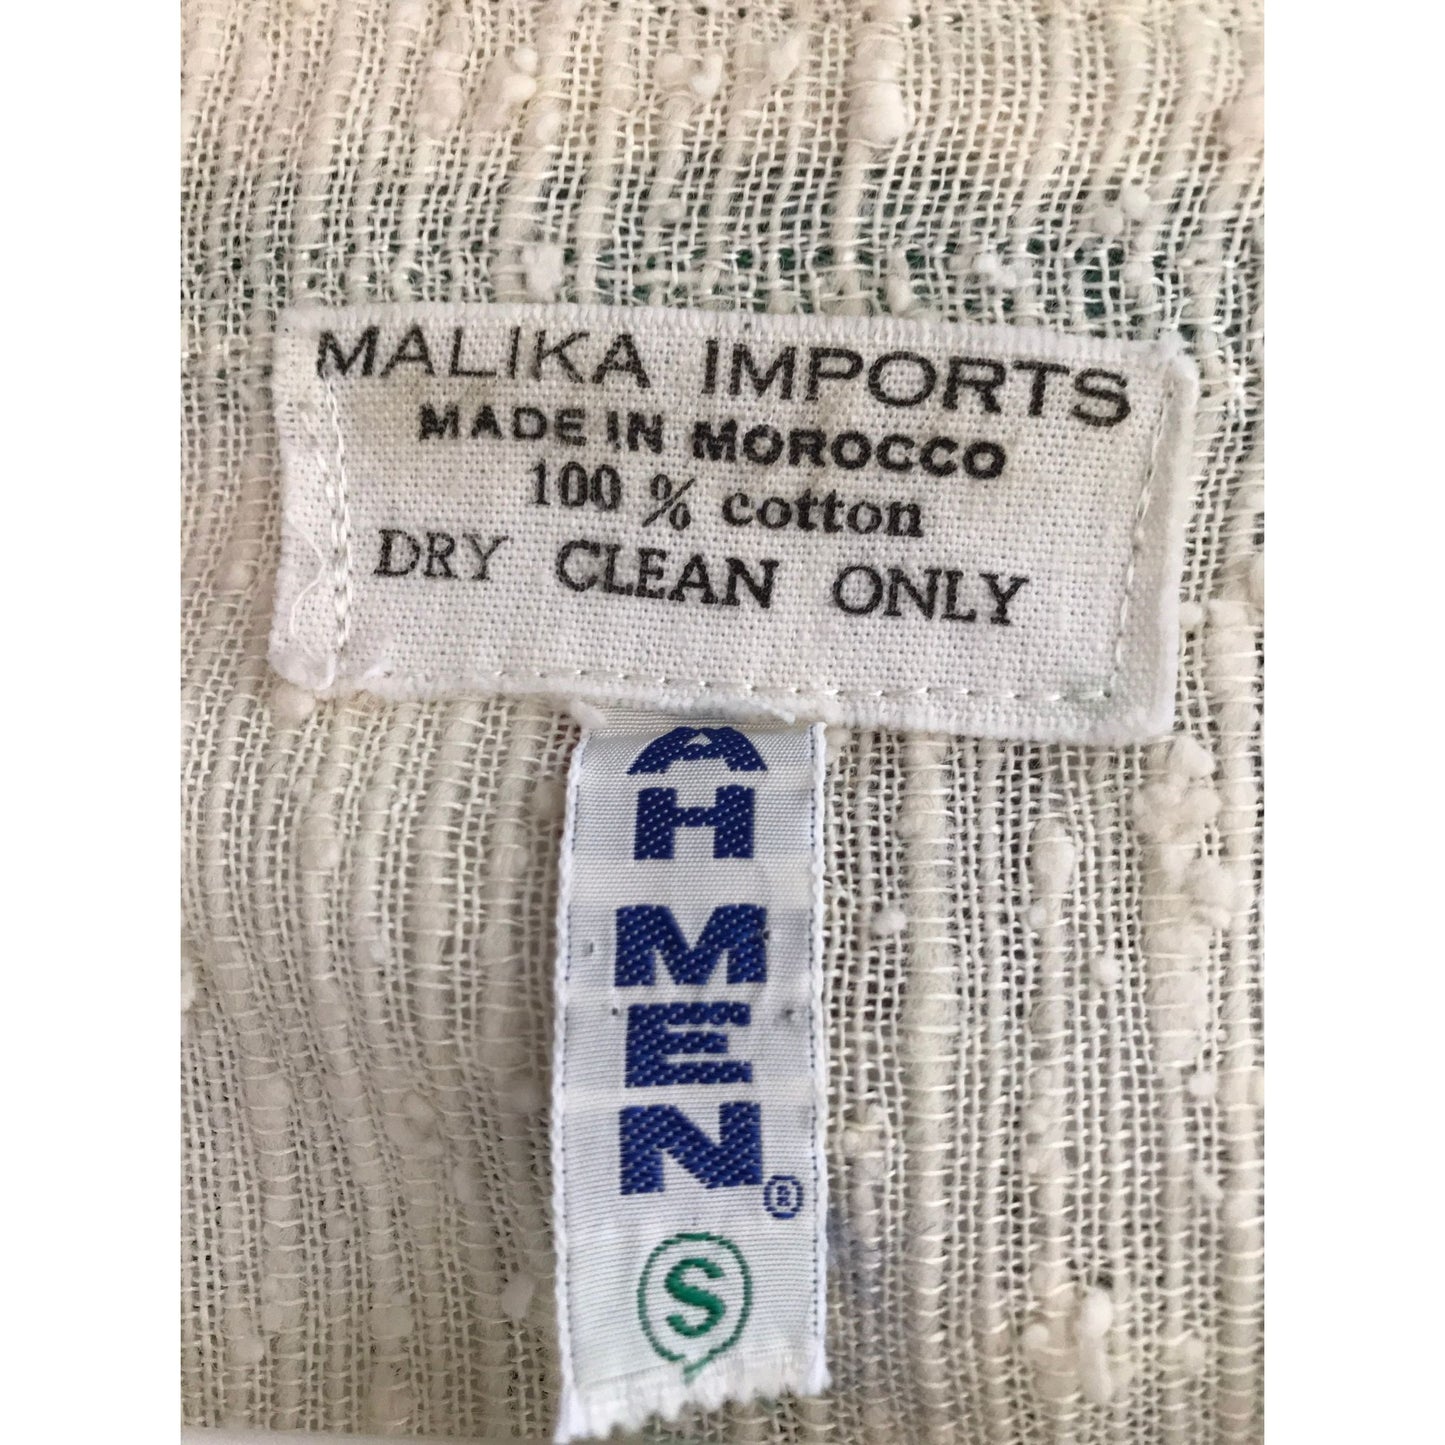 MALIKA IMPORTS
MADE IN MOROCCO
100 % cotton
DRY CLEAN ONLY
AHMEN®
S